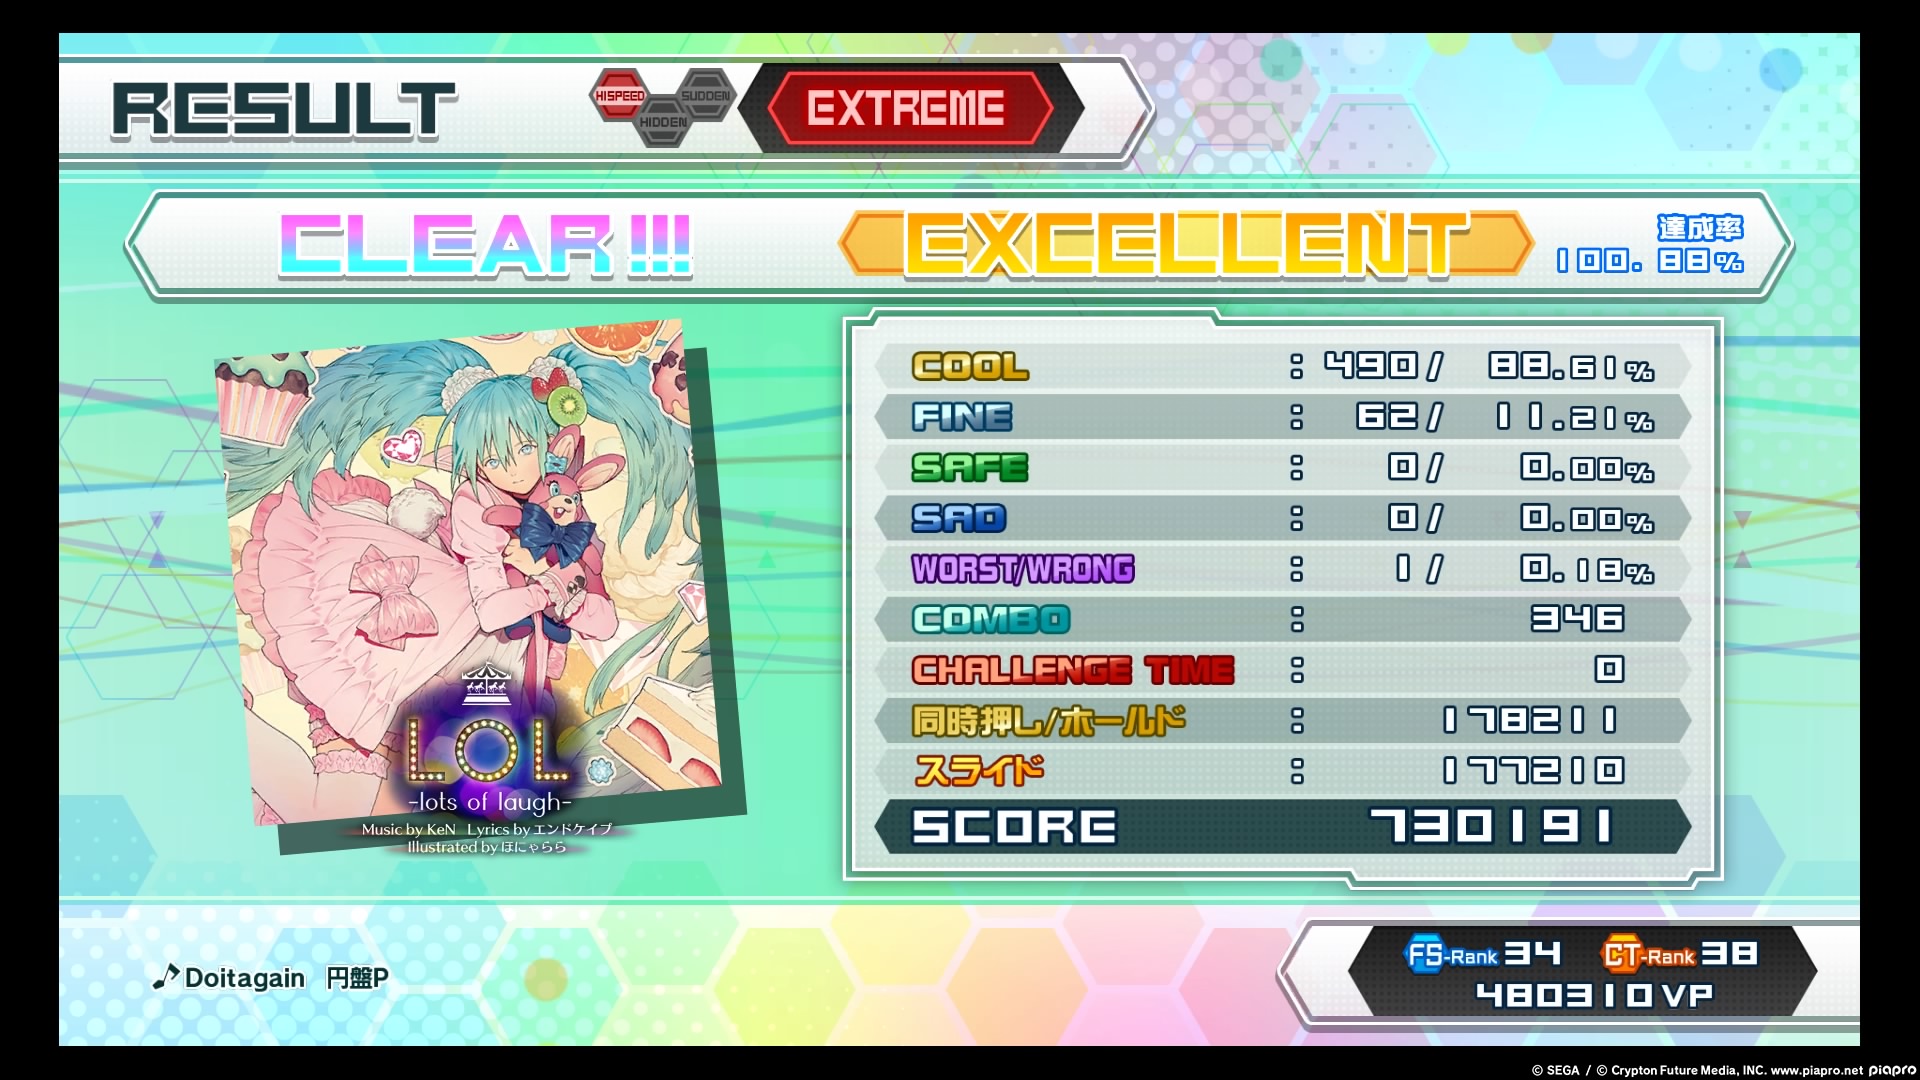 RESULT
HISPEED
HIDDEN
SUDDEN
EXTREME
CLEAR!!!
EXCELLENT
達成率
100.88%
COOL : 490/ 88.61%
FINE : 62/ 11.21%
SAFE : 0/ 0.00%
SAD : 0/ 0.00%
WORST/WRONG : 1/ 0.18%
COMBO : 346
CHALLENGE TIME : 0
同時押し/ホールド : 178211
スライド : 177210
SCORE 730191
LOL
-lots of laugh-
Music by KeN Lyrics by エンドケイプ
Illustrated by ほにゃらら
♪Doitagain 円盤P
FS-Rank 34 CT-Rank 38
480310VP
© SEGA / © Crypton Future Media, INC. www.piapro.net piapro